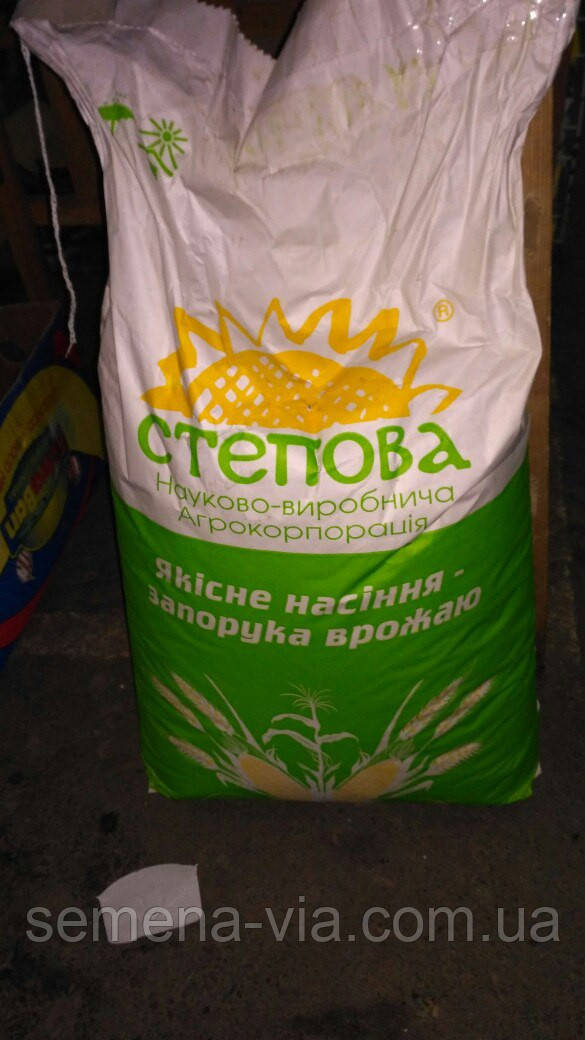 ®
степова
Науково-виробнича
Агрокорпорація
якісне насіння -
запорука врожаю
semena-via.com.ua